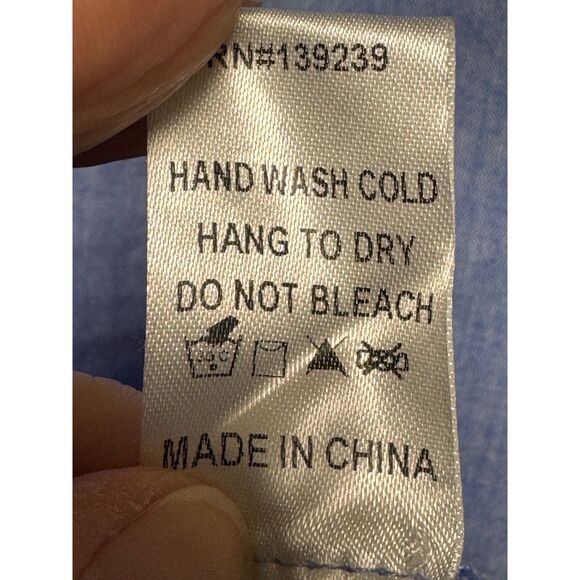 RN#139239
HAND WASH COLD
HANG TO DRY
DO NOT BLEACH
MADE IN CHINA